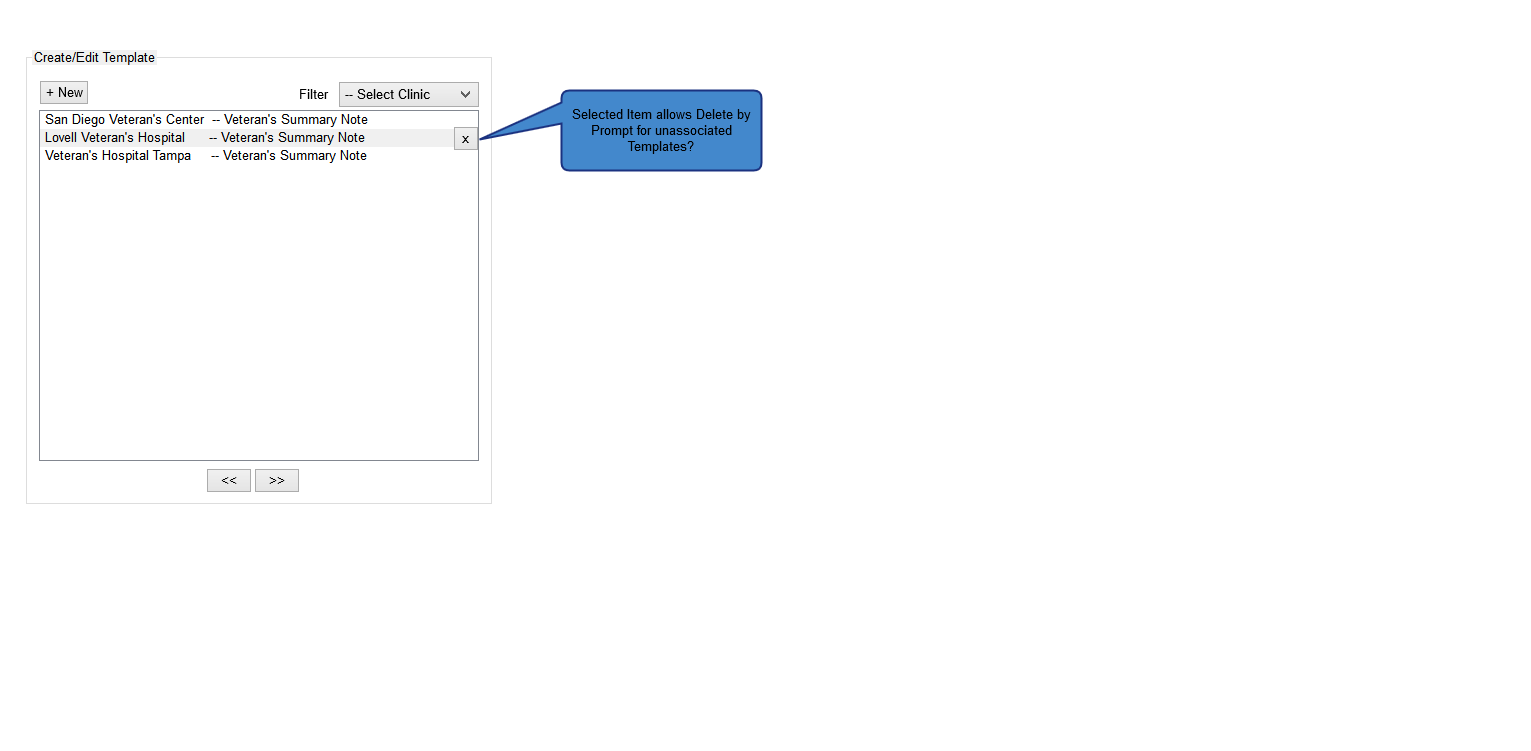 Create/Edit Template
+ New
Filter
-- Select Clinic
San Diego Veteran's Center -- Veteran's Summary Note
Lovell Veteran's Hospital -- Veteran's Summary Note
x
Veteran's Hospital Tampa -- Veteran's Summary Note
<< >>
Selected Item allows Delete by
Prompt for unassociated
Templates?